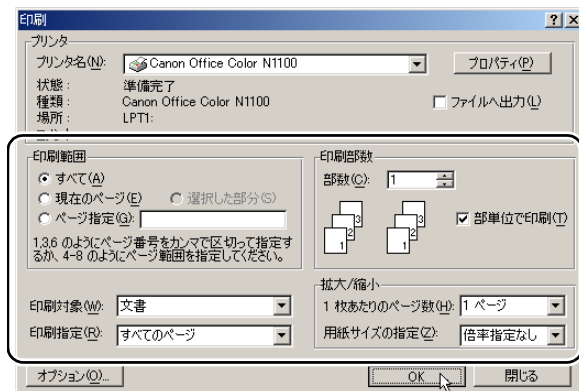 印刷
プリンタ
プリンタ名(N): Canon Office Color N1100 プロパティ(P)
状態: 準備完了
種類: Canon Office Color N1100 ファイルへ出力(L)
場所: LPT1:
印刷範囲
すべて(A)
現在のページ(E) 選択した部分(S)
ページ指定(G):
1,3,6 のようにページ番号をカンマで区切って指定す
るか、4-8 のようにページ範囲を指定してください。
印刷部数
部数(C): 1
1 2 3 1 2 3
部単位で印刷(T)
印刷対象(W): 文書
印刷指定(R): すべてのページ
拡大/縮小
1 枚あたりのページ数(H): 1 ページ
用紙サイズの指定(Z): 倍率指定なし
オプション(O)... OK 閉じる